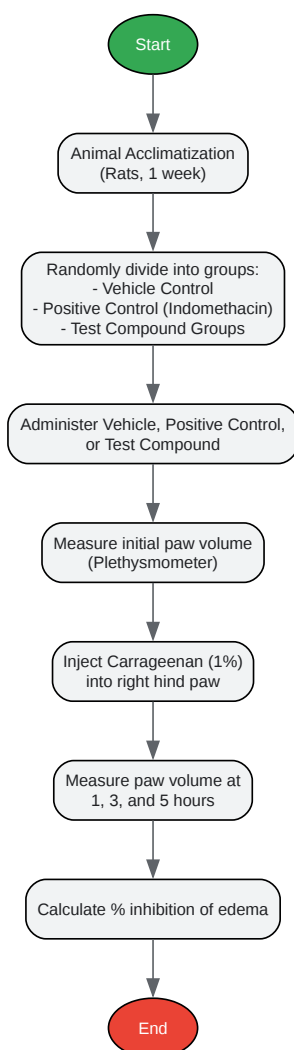 Start
Animal Acclimatization
(Rats, 1 week)
Randomly divide into groups:
- Vehicle Control
- Positive Control (Indomethacin)
- Test Compound Groups
Administer Vehicle, Positive Control,
or Test Compound
Measure initial paw volume
(Plethysmometer)
Inject Carrageenan (1%)
into right hind paw
Measure paw volume at
1, 3, and 5 hours
Calculate % inhibition of edema
End